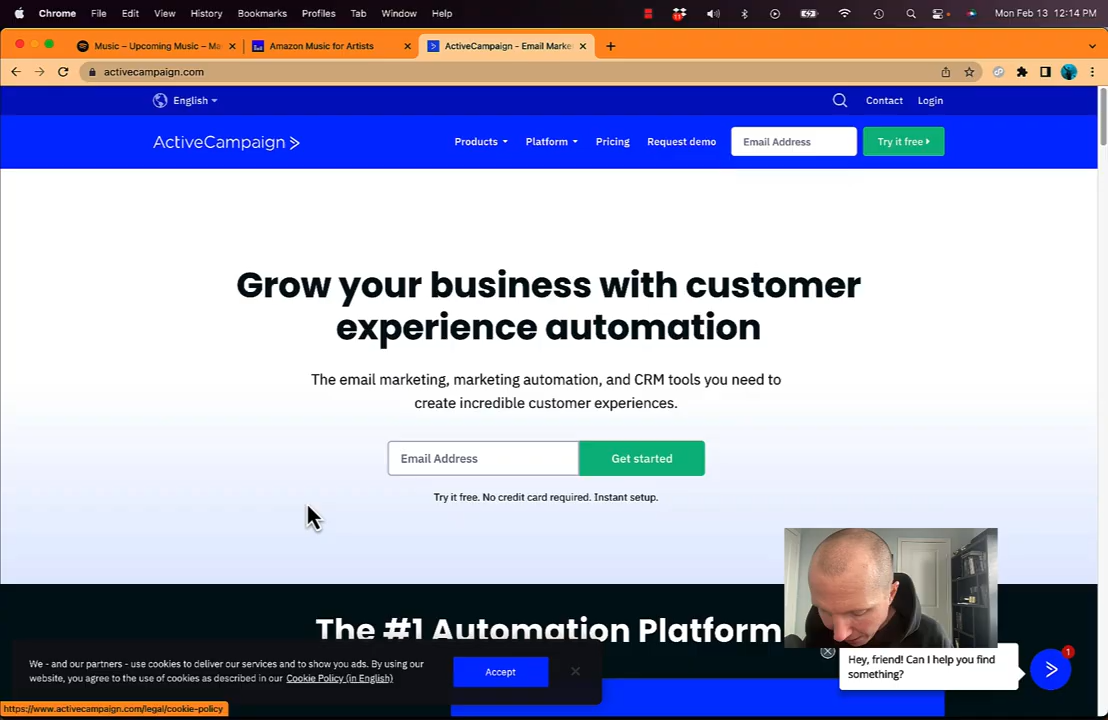 Chrome File Edit View History Bookmarks Profiles Tab Window Help Mon Feb 13 12:14 PM
Music – Upcoming Music – Ma
Amazon Music for Artists
ActiveCampaign - Email Marke
activecampaign.com
English
Contact Login
ActiveCampaign >
Products Platform Pricing Request demo Email Address Try it free
Grow your business with customer
experience automation
The email marketing, marketing automation, and CRM tools you need to
create incredible customer experiences.
Email Address Get started
Try it free. No credit card required. Instant setup.
The #1 Automation Platform
We - and our partners - use cookies to deliver our services and to show you ads. By using our
website, you agree to the use of cookies as described in our Cookie Policy (in English)
Accept
Hey, friend! Can I help you find
something?
1
https://www.activecampaign.com/legal/cookie-policy